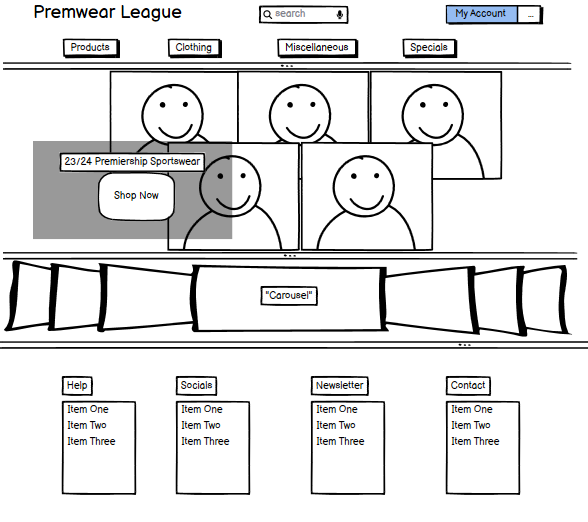 Premwear League
search
My Account
...
Products
Clothing
Miscellaneous
Specials
23/24 Premiership Sportswear
Shop Now
"Carousel"
Help
Item One
Item Two
Item Three
Socials
Item One
Item Two
Item Three
Newsletter
Item One
Item Two
Item Three
Contact
Item One
Item Two
Item Three